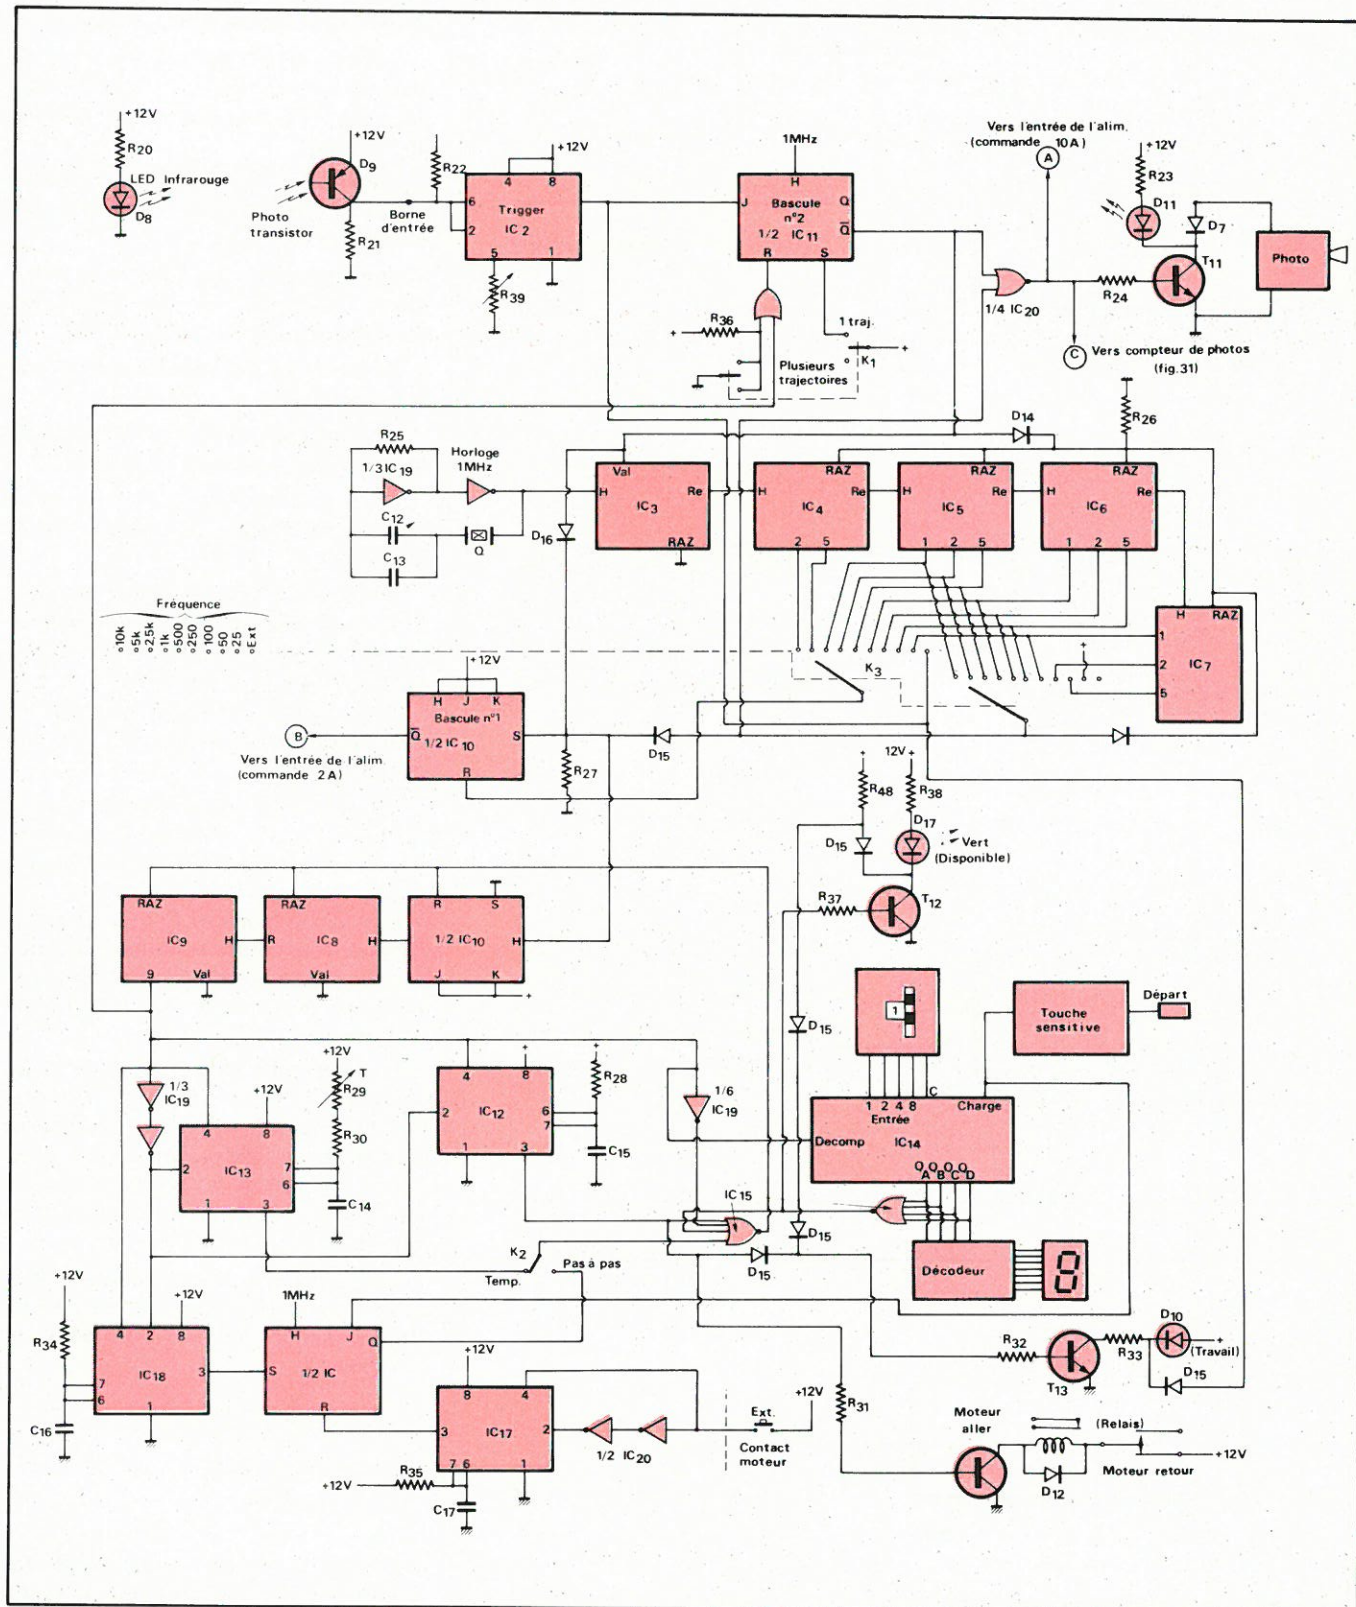 +12V
R20
LED Infrarouge
D8
+12V
D9
Photo
transistor
R21
Borne
d'entrée
R22
+12V
4 8
6
2
Trigger
IC2
5 1
R39
1MHz
H
J Q
Bascule
n°2
1/2 IC11
Q
R S
R36
+
1 traj.
K1
+
Plusieurs
trajectoires
Vers l'entrée de l'alim.
(commande 10A)
A
1/4 IC20
C
Vers compteur de photos
(fig.31)
+12V
R23
D11
D7
T11
R24
Photo
R25
1/3 IC19
Horloge
1MHz
C12
C13
Q
D16
Val
H Re
IC3
RAZ
D14
R26
RAZ
H Re
IC4
2 5
RAZ
H Re
IC5
1 2 5
RAZ
H Re
IC6
1 2 5
H RAZ
1
2
5
IC7
+
K3
Fréquence
10k
5k
2,5k
1k
500
250
100
50
25
Ext
+12V
H J K
Bascule n°1
Q 1/2 IC10 S
R
B
Vers l'entrée de l'alim.
(commande 2A)
R27
D15
+ 12V +
R48
R38
D17
D15
Vert
(Disponible)
R37
T12
RAZ
IC9
H
9 Val
RAZ
R IC8 H
Val
R S
1/2 IC10 H
J K
+
1
Touche
sensitive
Départ
D15
1 2 4 8 C
Charge
Entrée
Decomp
IC14
Q Q Q Q
A B C D
1/3
IC19
+12V
+12V
T
R29
R30
4 8
2
IC13
7
6
1 3
C14
+
+
R28
4 8
2
IC12
6
7
1 3
C15
1/6
IC19
IC15
D15
D15
Décodeur
K2
Temp.
Pas à pas
+12V
R34
+12V
4 2 8
IC18
3
7
6
1
C16
1MHz
H J
Q
S 1/2 IC
R
+12V
8 4
IC17
3 2
7 6 1
R35
+12V
C17
1/2 IC20
Ext.
Contact
moteur
+12V
R31
R32
T13
R33
D10
+
(Travail)
D15
Moteur
aller
(Relais)
+12V
D12
Moteur retour